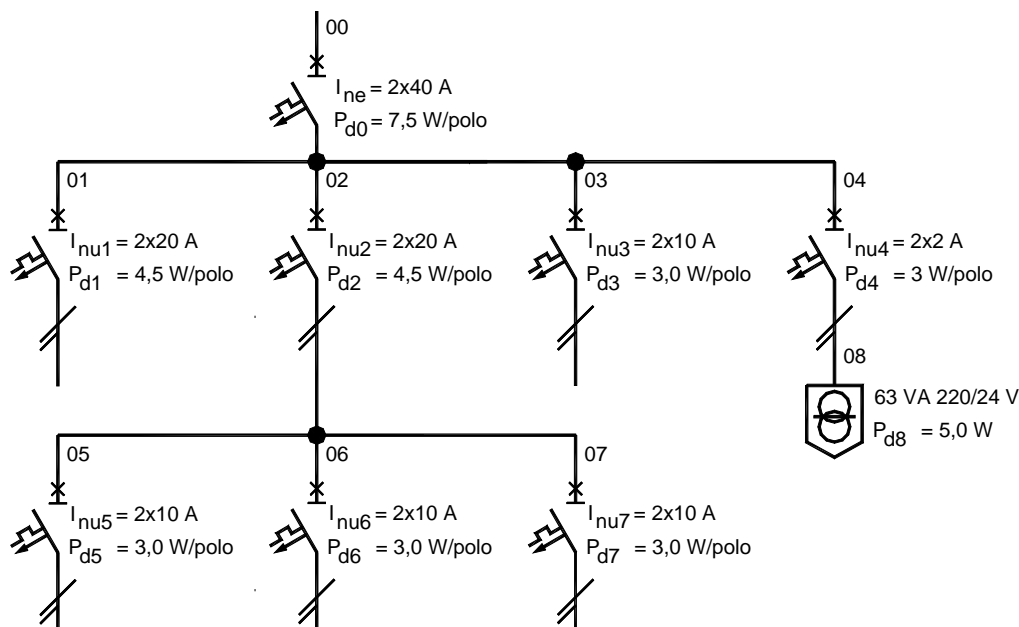 00
Ine = 2x40 A
Pd0 = 7,5 W/polo
01
02
03
04
Inu1 = 2x20 A
Pd1 = 4,5 W/polo
Inu2 = 2x20 A
Pd2 = 4,5 W/polo
Inu3 = 2x10 A
Pd3 = 3,0 W/polo
Inu4 = 2x2 A
Pd4 = 3 W/polo
08
63 VA 220/24 V
Pd8 = 5,0 W
05
06
07
Inu5 = 2x10 A
Pd5 = 3,0 W/polo
Inu6 = 2x10 A
Pd6 = 3,0 W/polo
Inu7 = 2x10 A
Pd7 = 3,0 W/polo